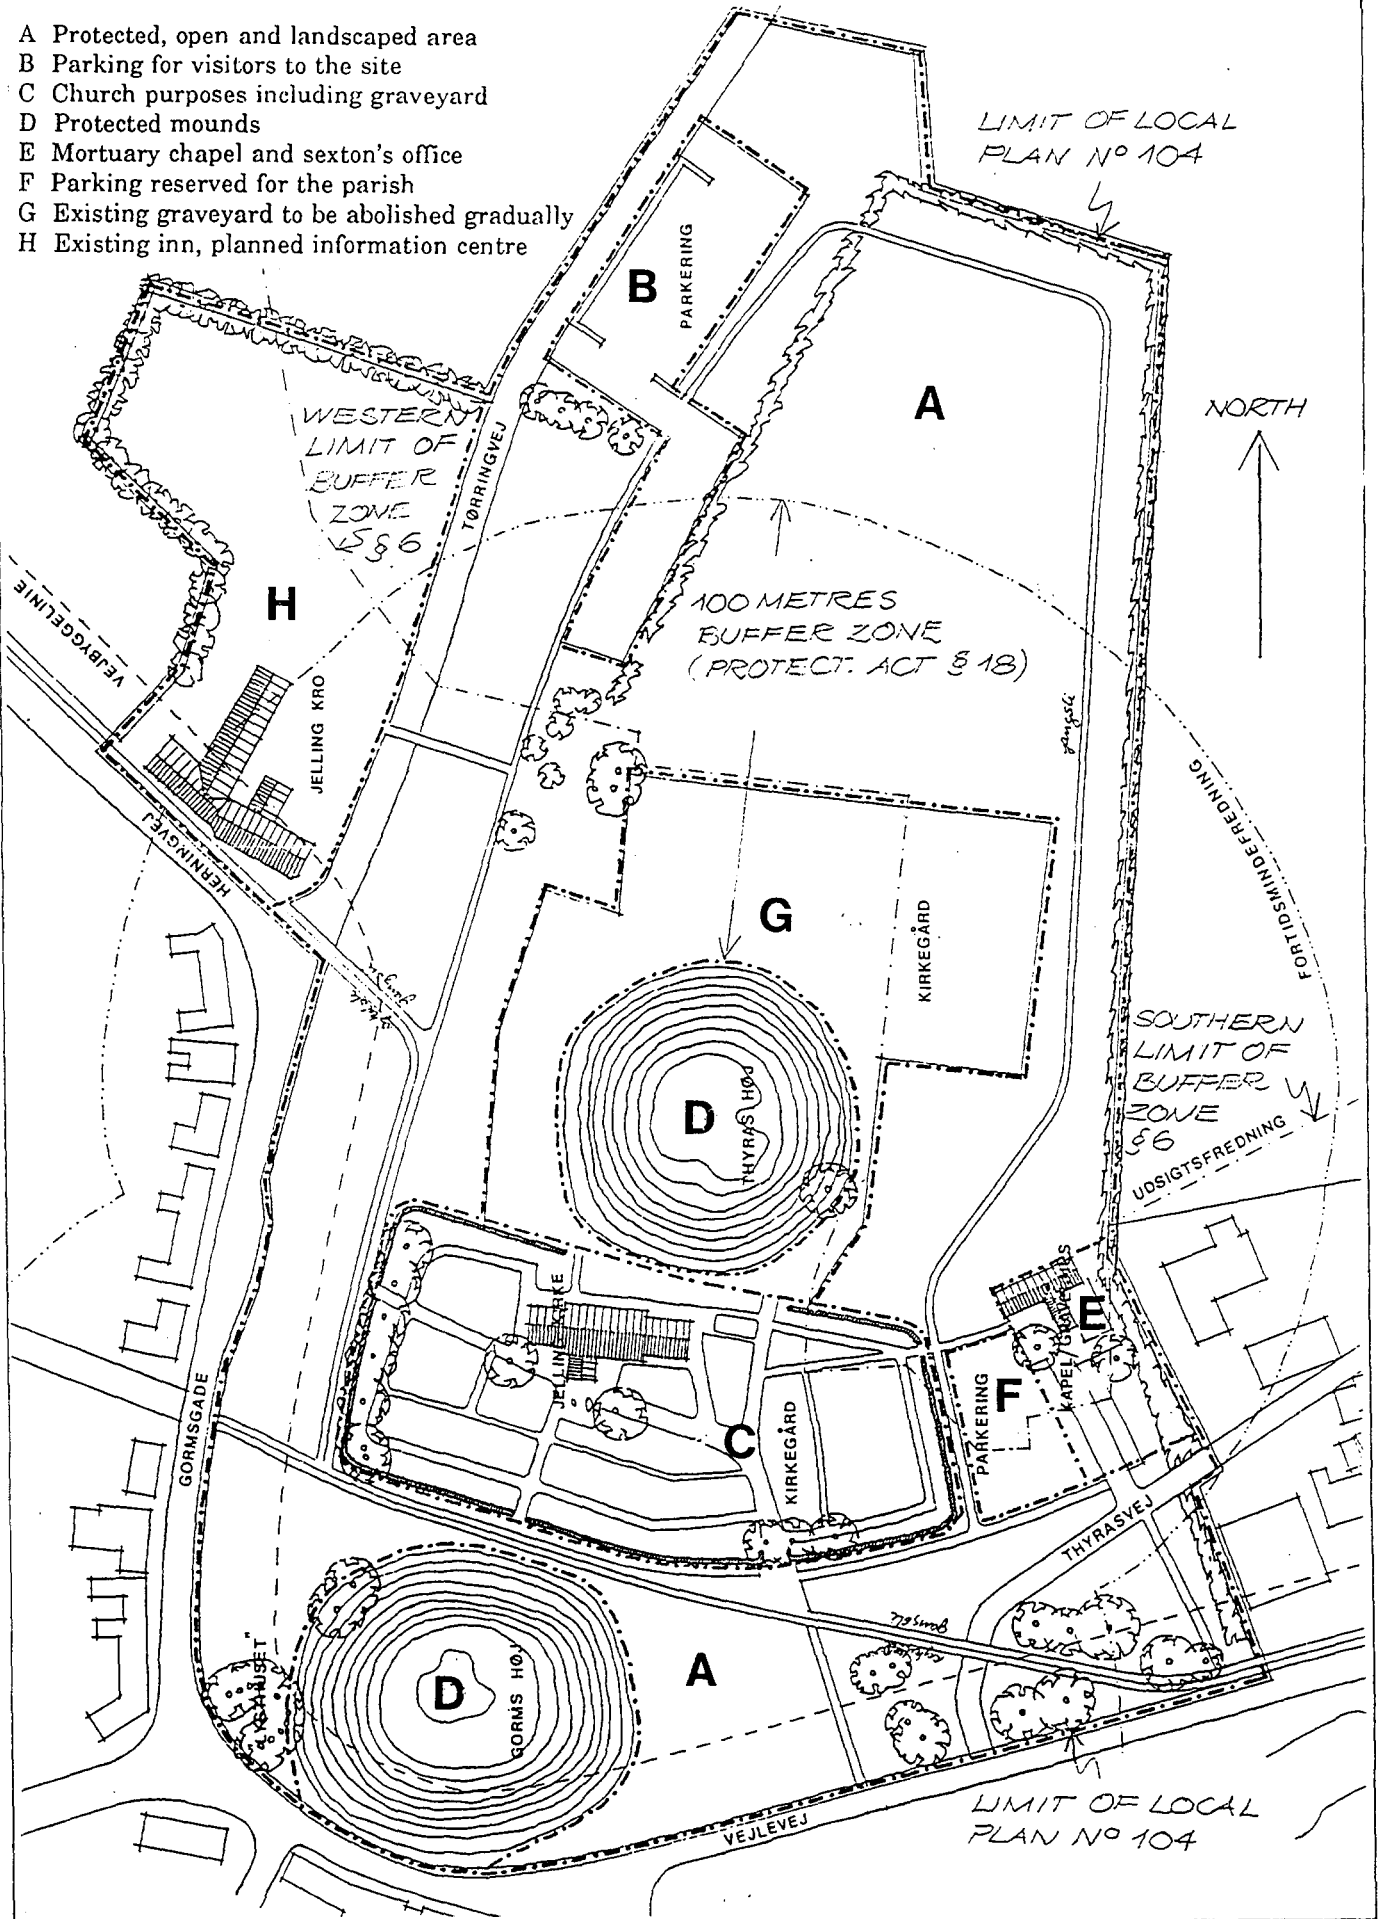 A Protected, open and landscaped area
B Parking for visitors to the site
C Church purposes including graveyard
D Protected mounds
E Mortuary chapel and sexton's office
F Parking reserved for the parish
G Existing graveyard to be abolished gradually
H Existing inn, planned information centre
LIMIT OF LOCAL
PLAN Nº 104
B
PARKERING
A
NORTH
WESTERN
LIMIT OF
BUFFER
ZONE
§ 6
TØRRINGVEJ
H
VEJBYGGELINIE
JELLING KRO
HERNINGVEJ
100 METRES
BUFFER ZONE
(PROTECT. ACT § 18)
gangsti
FORTIDSMINDEFREDNING
G
KIRKEGÅRD
D
THYRAS HØJ
SOUTHERN
LIMIT OF
BUFFER
ZONE
§ 6
UDSIGTSFREDNING
JELLING KIRKE
C
KIRKEGÅRD
E
F
PARKERING
GORMSGADE
THYRASVEJ
D
GORMS HØJ
A
gangsti
VEJLEVEJ
LIMIT OF LOCAL
PLAN Nº 104